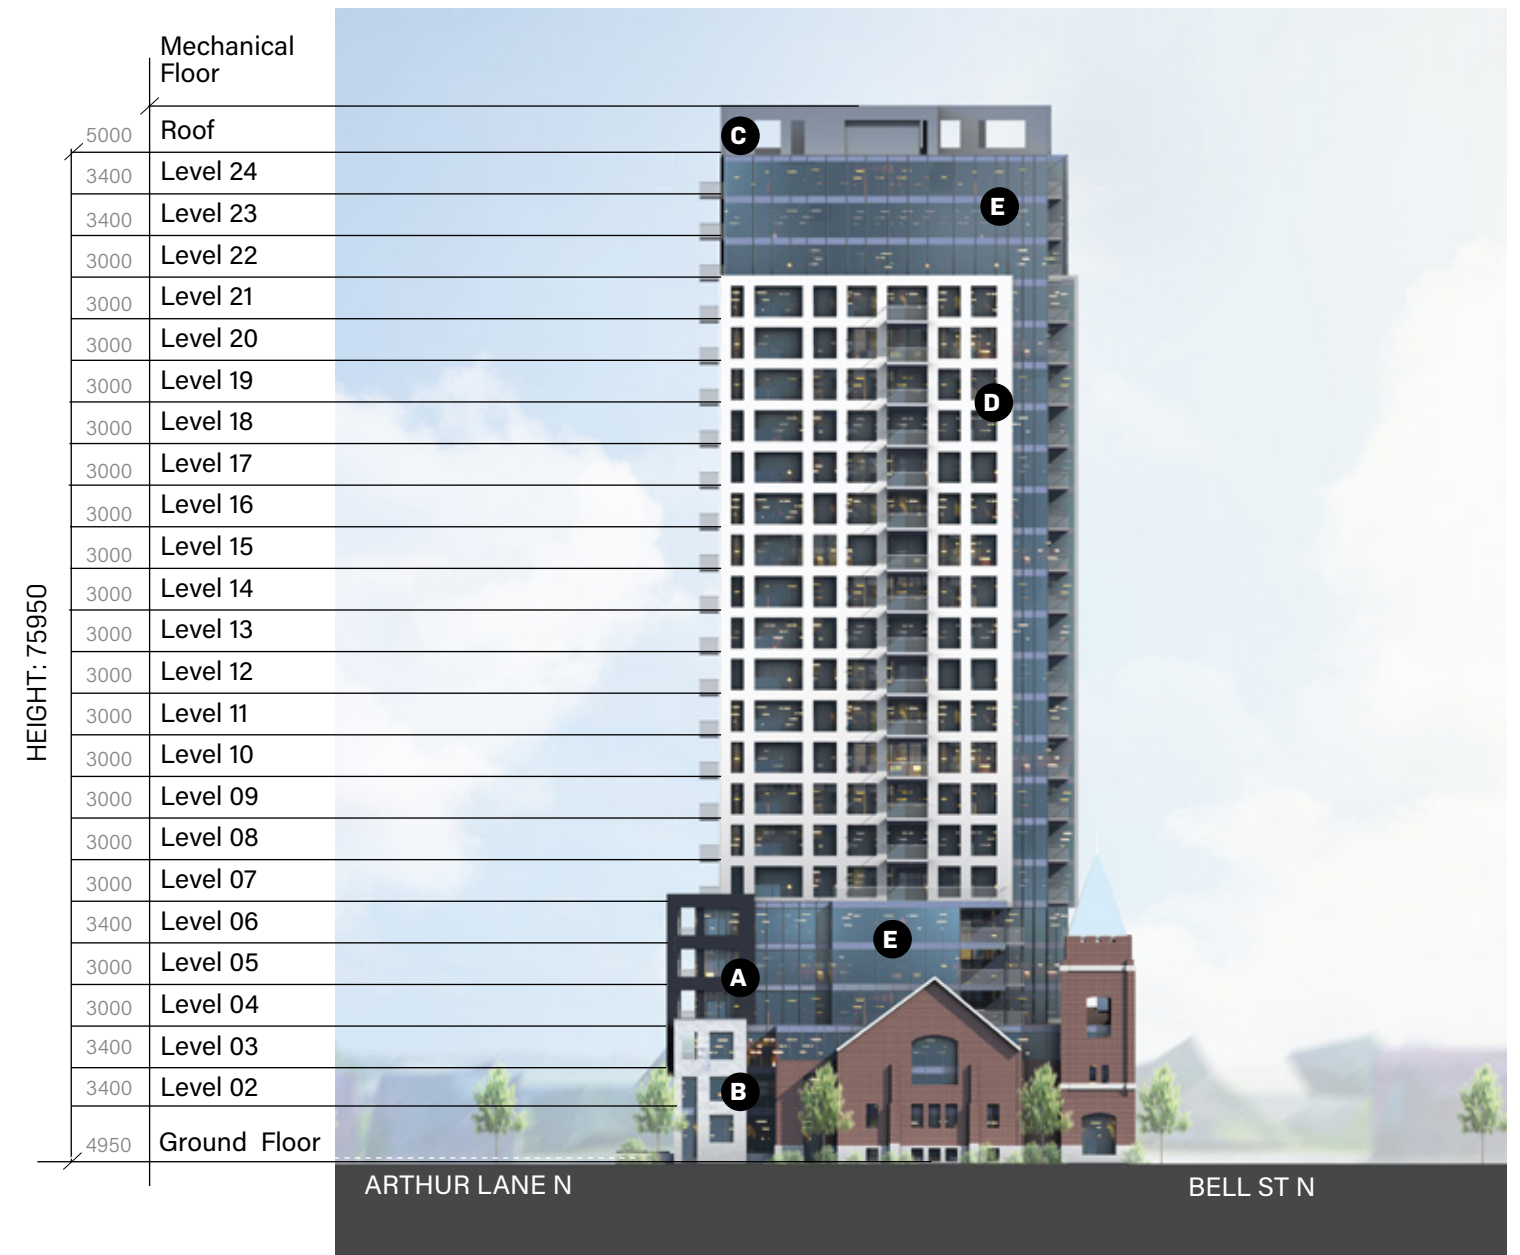 Mechanical
Floor
5000 Roof
3400 Level 24
3400 Level 23
3000 Level 22
3000 Level 21
3000 Level 20
3000 Level 19
3000 Level 18
3000 Level 17
3000 Level 16
3000 Level 15
3000 Level 14
3000 Level 13
3000 Level 12
3000 Level 11
3000 Level 10
3000 Level 09
3000 Level 08
3000 Level 07
3400 Level 06
3000 Level 05
3000 Level 04
3400 Level 03
3400 Level 02
4950 Ground Floor
HEIGHT: 75950
C
E
D
E
A
B
ARTHUR LANE N
BELL ST N